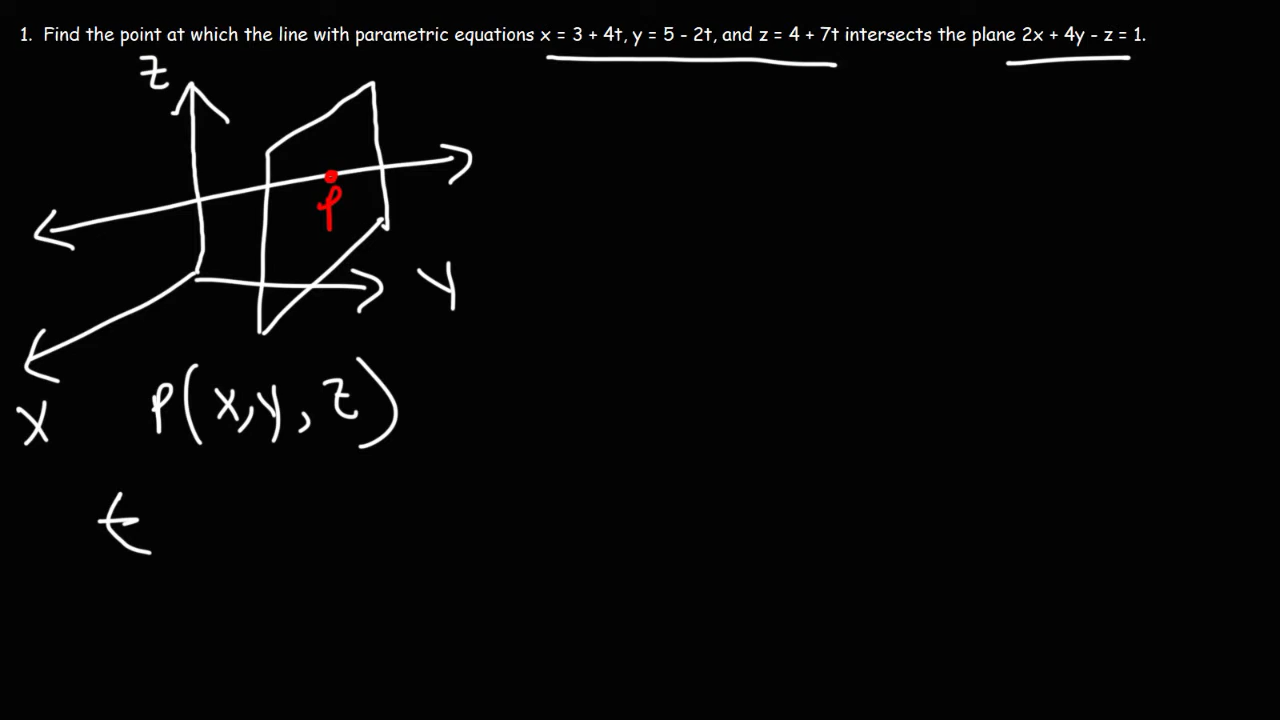 1. Find the point at which the line with parametric equations x = 3 + 4t, y = 5 - 2t, and z = 4 + 7t intersects the plane 2x + 4y - z = 1.
z
P
y
x
P(x,y,z)
t